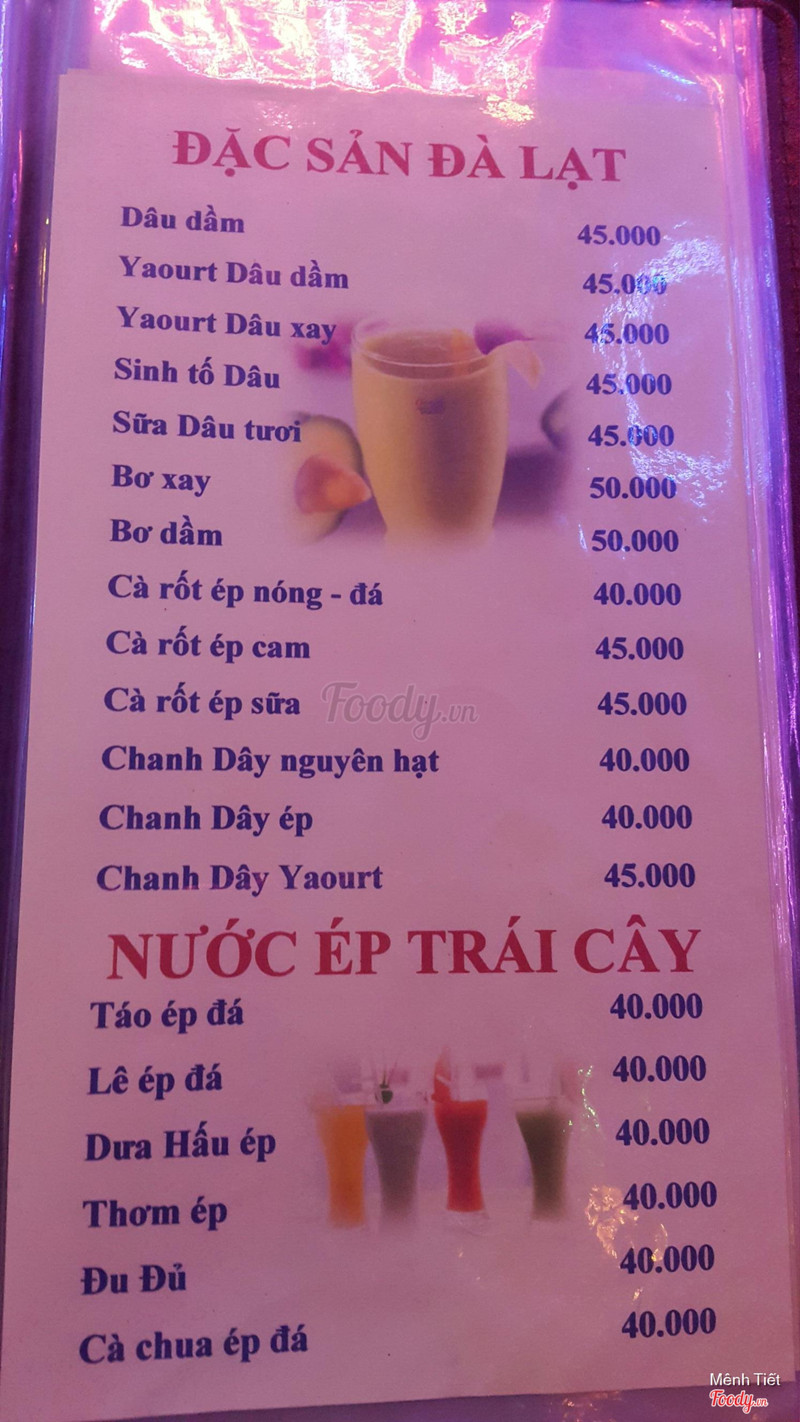 ĐẶC SẢN ĐÀ LẠT
Dâu dầm 45.000
Yaourt Dâu dầm 45.000
Yaourt Dâu xay 45.000
Sinh tố Dâu 45.000
Sữa Dâu tươi 45.000
Bơ xay 50.000
Bơ dầm 50.000
Cà rốt ép nóng - đá 40.000
Cà rốt ép cam 45.000
Cà rốt ép sữa 45.000
Foody.vn
Chanh Dây nguyên hạt 40.000
Chanh Dây ép 40.000
Chanh Dây Yaourt 45.000
NƯỚC ÉP TRÁI CÂY
Táo ép đá 40.000
Lê ép đá 40.000
Dưa Hấu ép 40.000
Thơm ép 40.000
Đu Đủ 40.000
Cà chua ép đá 40.000
Mênh Tiết
Foody.vn